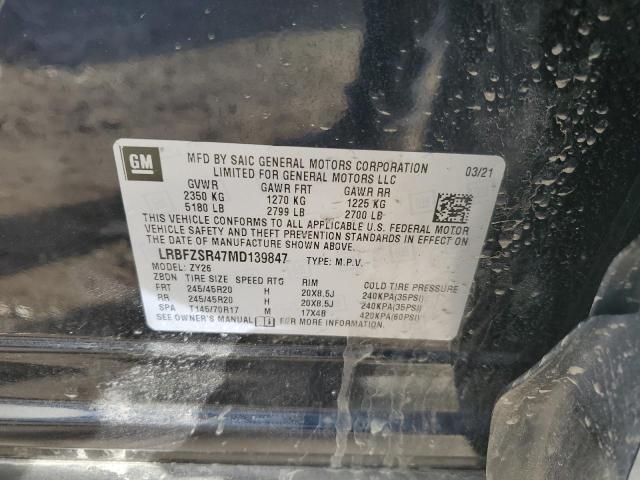 GM
MFD BY SAIC GENERAL MOTORS CORPORATION 03/21
LIMITED FOR GENERAL MOTORS LLC
GVWR GAWR FRT GAWR RR
2350 KG 1270 KG 1225 KG
5180 LB 2799 LB 2700 LB
THIS VEHICLE CONFORMS TO ALL APPLICABLE U.S. FEDERAL MOTOR
VEHICLE SAFETY AND THEFT PREVENTION STANDARDS IN EFFECT
ON THE DATE OF MANUFACTURE SHOWN ABOVE.
LRBFZSR47MD139847 TYPE: M.P.V.
MODEL: ZY26
ZBDN TIRE SIZE SPEED RTG RIM COLD TIRE PRESSURE
FRT 245/45R20 H 20X8.5J 240KPA(35PSI)
RR 245/45R20 H 20X8.5J 240KPA(35PSI)
SPA T145/70R17 M 17X4B 420KPA(60PSI)
SEE OWNER'S MANUAL FOR MORE INFORMATION.